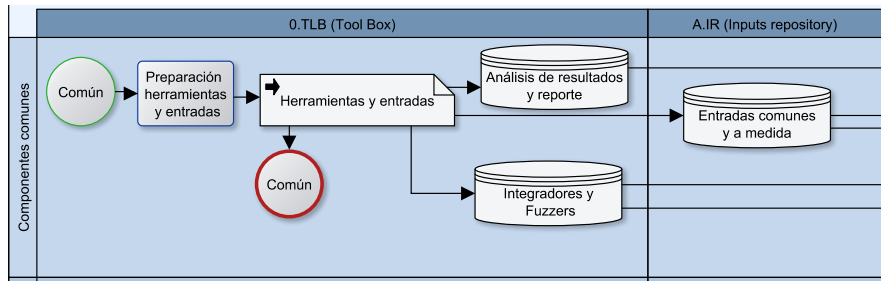 0.TLB (Tool Box)
A.IR (Inputs repository)
Componentes comunes
Común
Preparación
herramientas
y entradas
Herramientas y entradas
Análisis de resultados
y reporte
Entradas comunes
y a medida
Común
Integradores y
Fuzzers